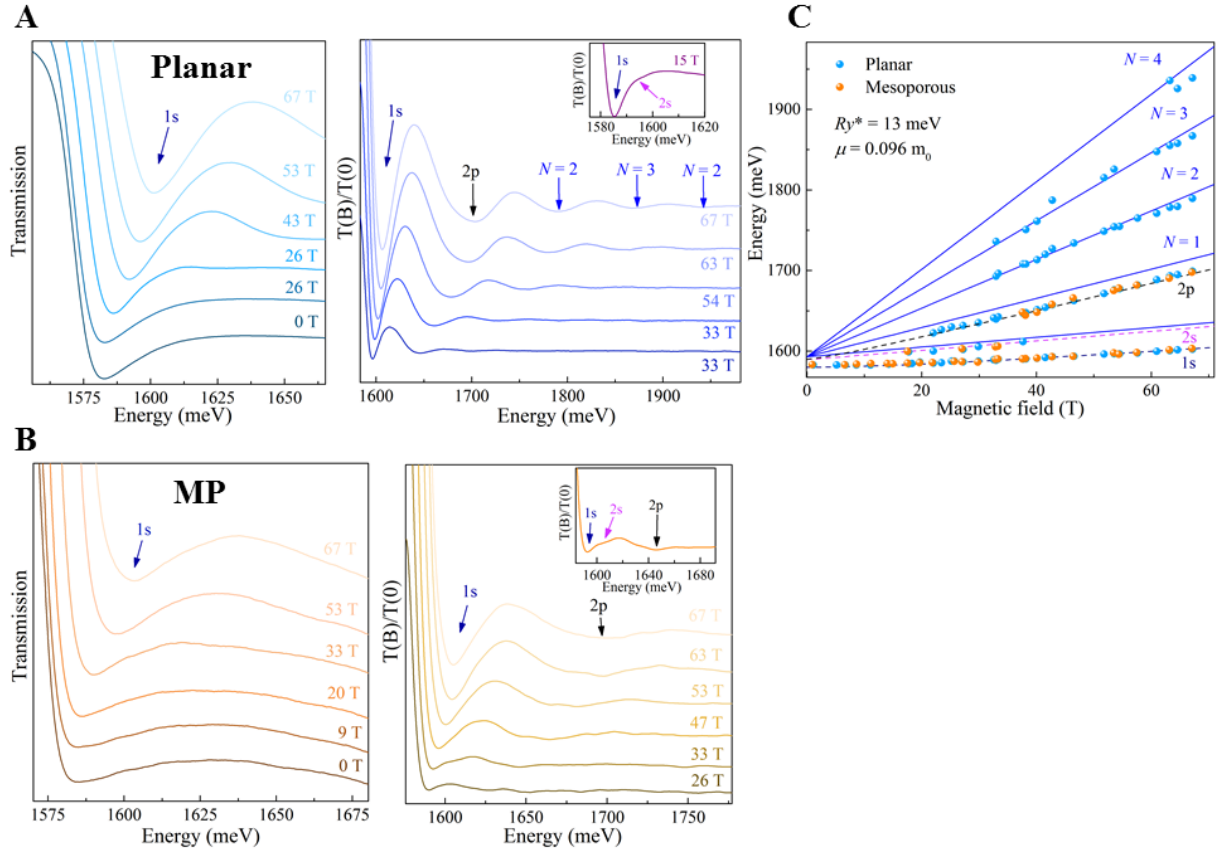 A
Planar
1s
67 T
53 T
43 T
26 T
26 T
0 T
Transmission
1575 1600 1625 1650
Energy (meV)
T(B)/T(0)
1s
2p
N = 2
N = 3
N = 2
67 T
63 T
54 T
33 T
33 T
1600 1700 1800 1900
Energy (meV)
T(B)/T(0)
1s
15 T
2s
1580 1600 1620
Energy (meV)
C
Planar
Mesoporous
Ry* = 13 meV
μ = 0.096 m0
N = 4
N = 3
N = 2
N = 1
2p
2s
1s
Energy (meV)
1900
1800
1700
1600
0 20 40 60
Magnetic field (T)
B
MP
1s
67 T
53 T
33 T
20 T
9 T
0 T
Transmission
1575 1600 1625 1650 1675
Energy (meV)
T(B)/T(0)
1s
2p
67 T
63 T
53 T
47 T
33 T
26 T
1600 1650 1700 1750
Energy (meV)
T(B)/T(0)
1s
2s
2p
1600 1640 1680
Energy (meV)